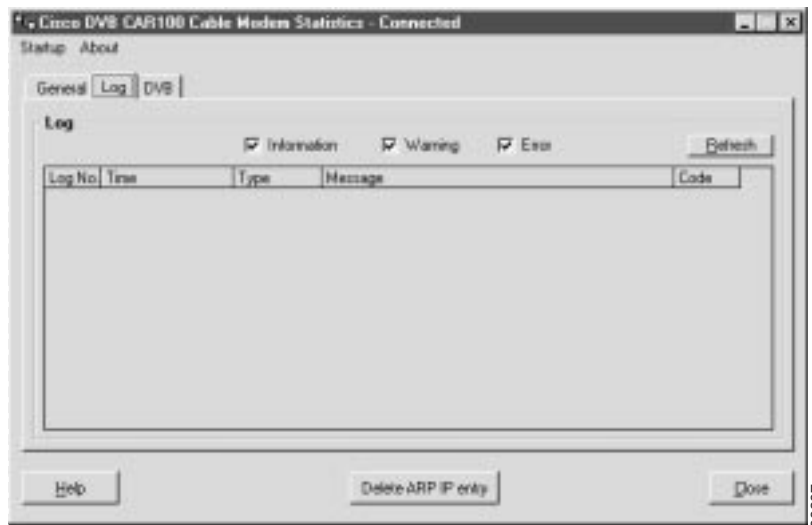 Cisco DVB CAR100 Cable Modem Statistics - Connected
Startup About
General Log DVB
Log
Information Warning Error Refresh
Log No. Time Type Message Code
Help Delete ARP IP entry Close